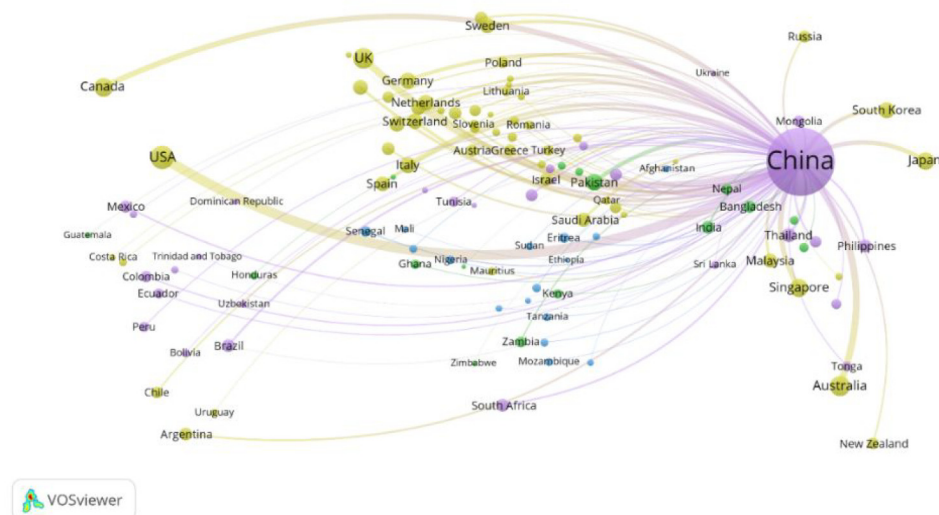 Sweden
Russia
UK
Poland
Ukraine
Canada
Germany
Lithuania
Netherlands
South Korea
Switzerland
Slovenia
Romania
Mongolia
USA
Austria
Greece
Turkey
China
Japan
Italy
Afghanistan
Spain
Israel
Pakistan
Nepal
Mexico
Dominican Republic
Tunisia
Qatar
Bangladesh
Saudi Arabia
India
Guatemala
Senegal
Mali
Eritrea
Thailand
Sudan
Philippines
Costa Rica
Trinidad and Tobago
Ghana
Nigeria
Ethiopia
Malaysia
Colombia
Honduras
Mauritius
Sri Lanka
Ecuador
Uzbekistan
Kenya
Singapore
Peru
Tanzania
Brazil
Zambia
Bolivia
Zimbabwe
Mozambique
Tonga
Chile
Australia
South Africa
Uruguay
Argentina
New Zealand
VOSviewer